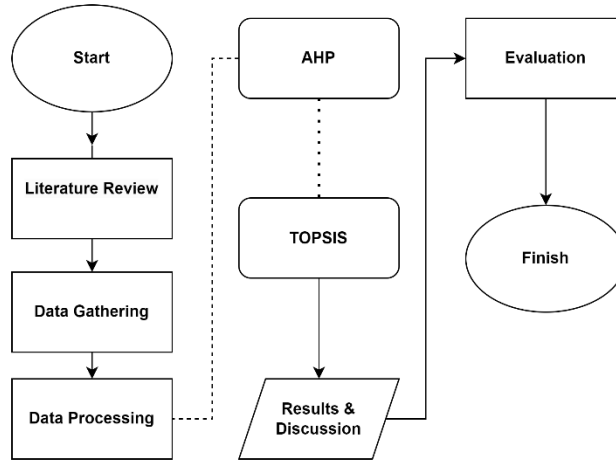 Start
Literature Review
Data Gathering
Data Processing
AHP
TOPSIS
Results &
Discussion
Evaluation
Finish